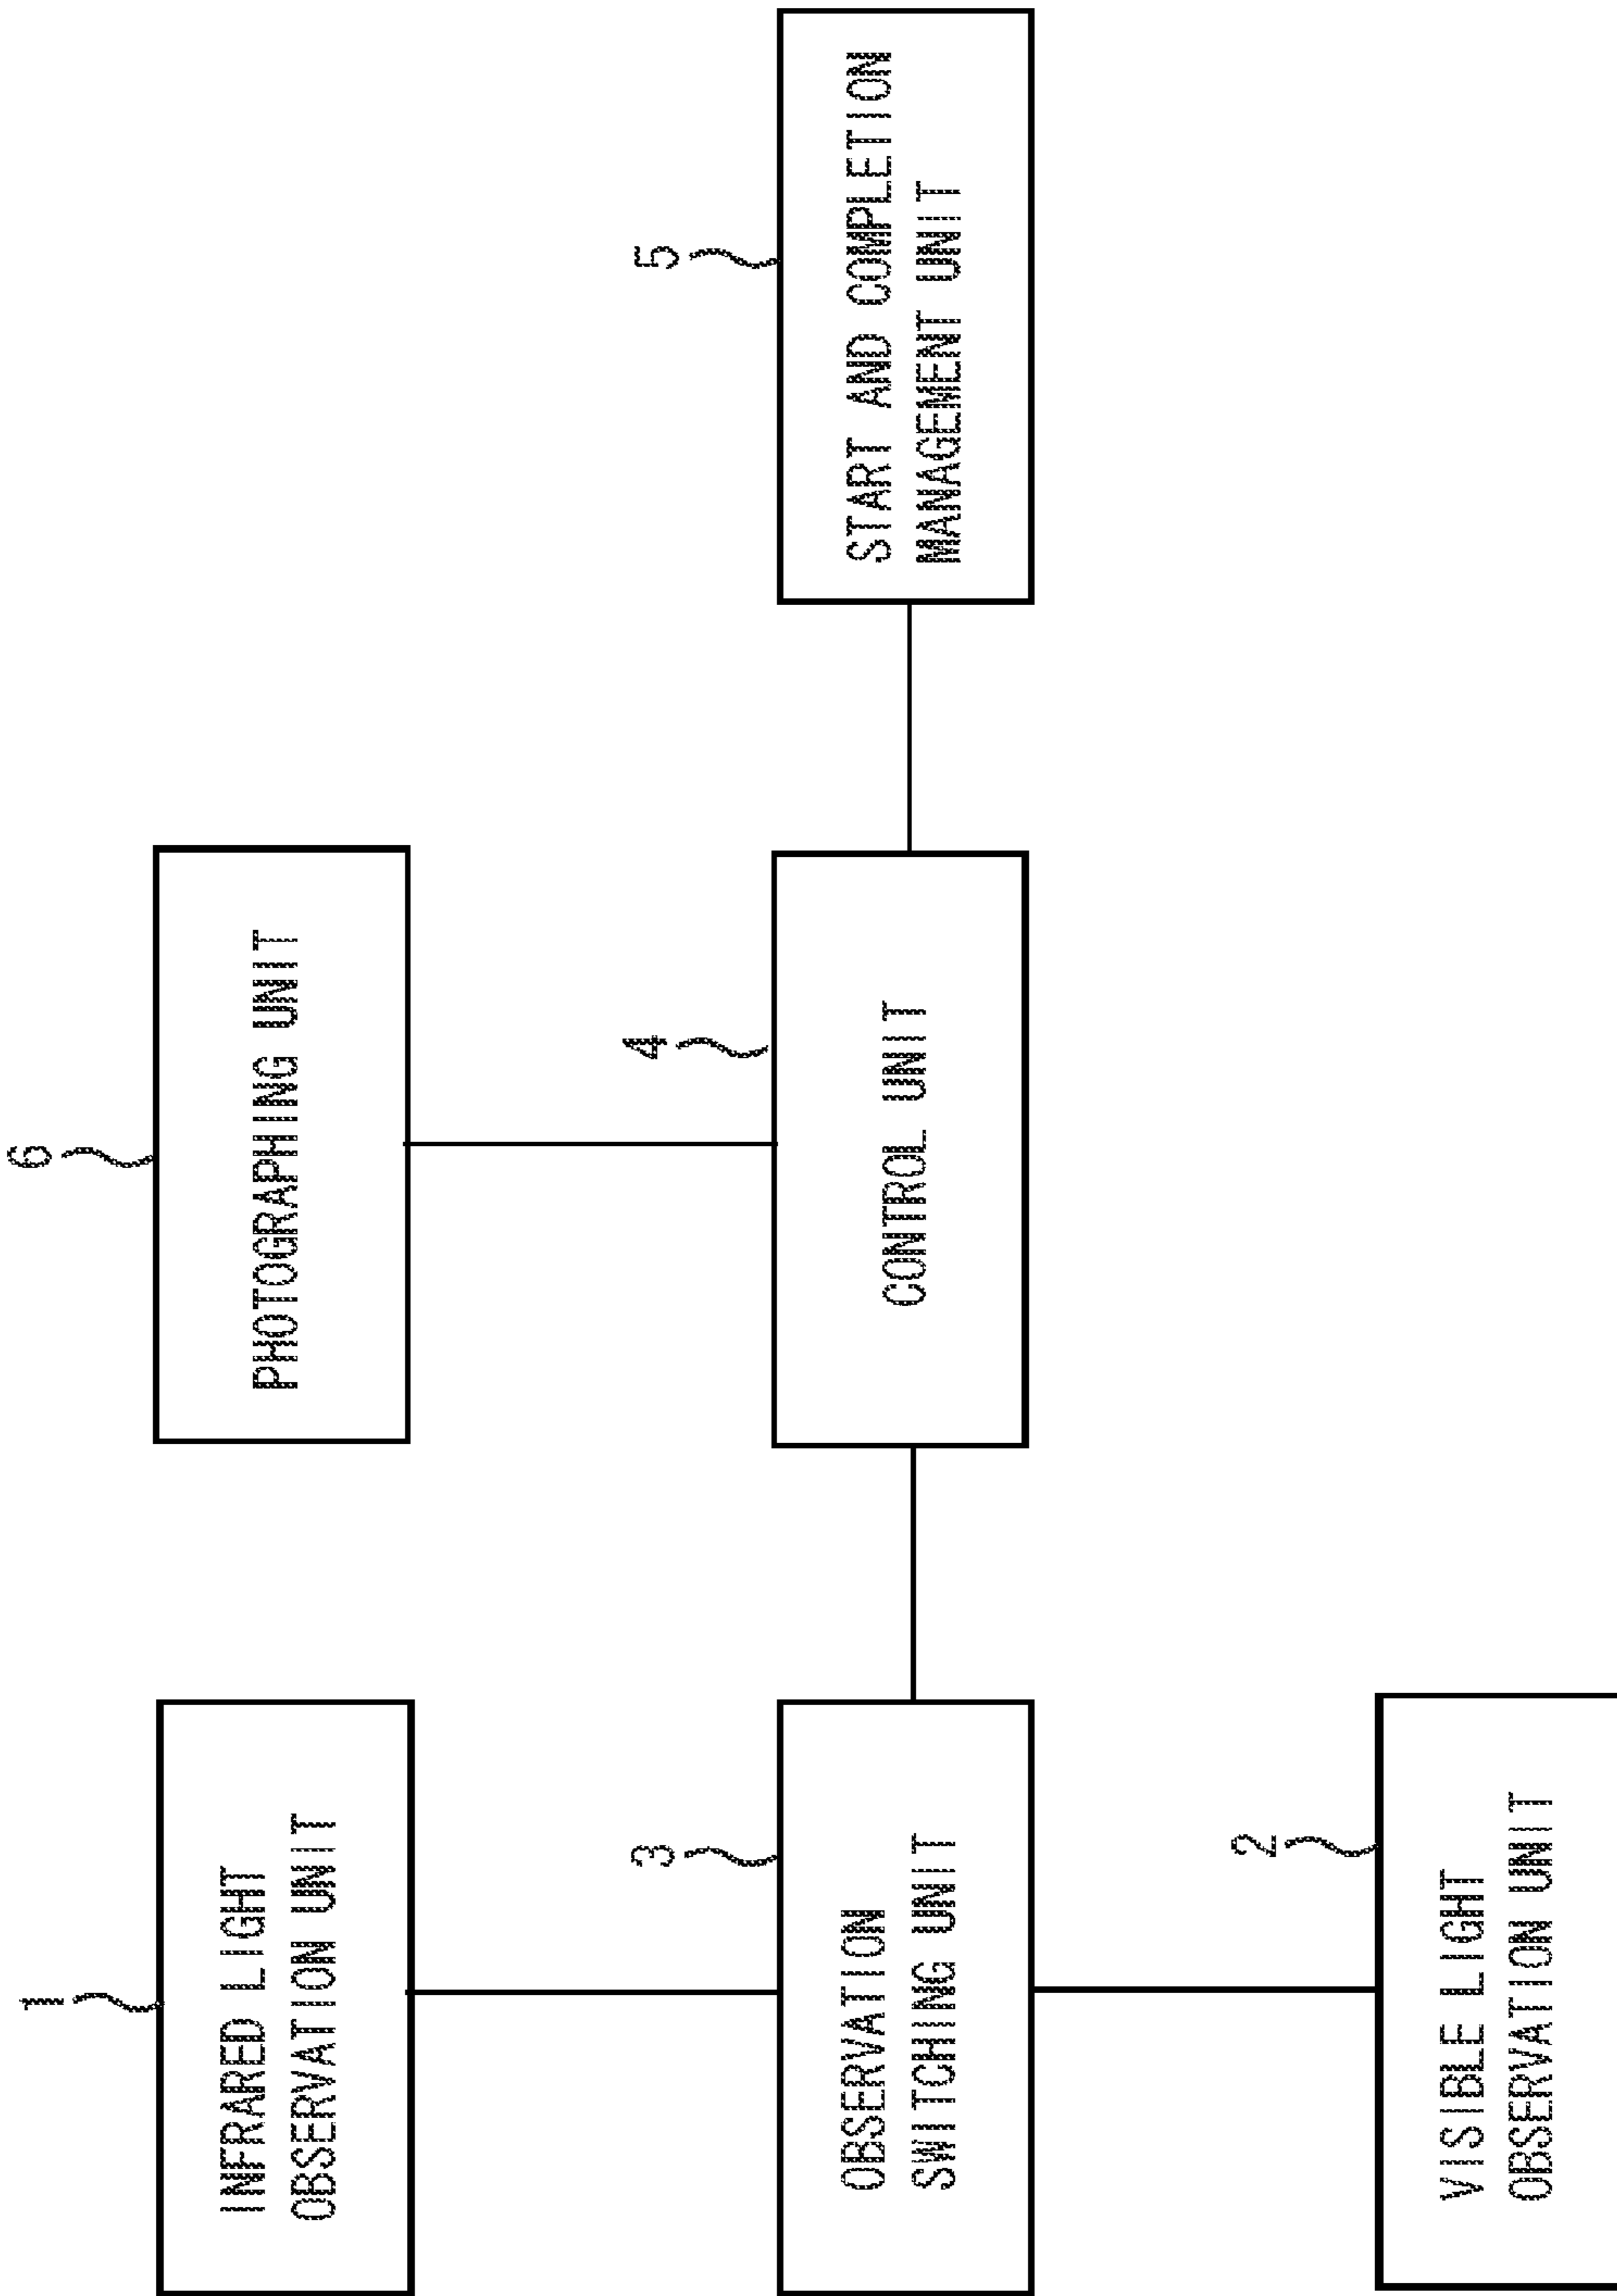 1
INFRARED LIGHT
OBSERVATION UNIT
6
PHOTOGRAPHING UNIT
3
OBSERVATION
SWITCHING UNIT
4
CONTROL UNIT
5
START AND COMPLETION
MANAGEMENT UNIT
2
VISIBLE LIGHT
OBSERVATION UNIT